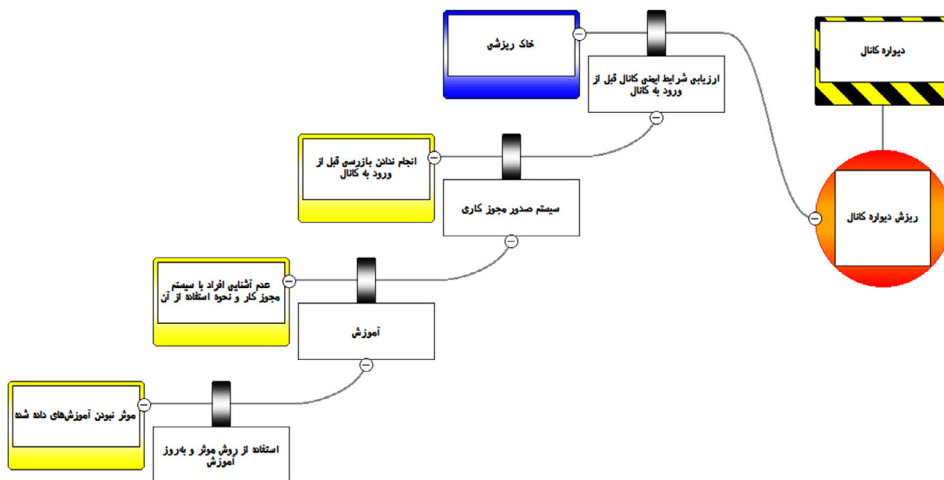 دیواره کانال
خاک ریزشی
ارزیابی شرایط ایمنی کانال قبل از
ورود به کانال
ریزش دیواره کانال
انجام ندادن بازرسی قبل از
ورود به کانال
سیستم صدور مجوز کاری
عدم آشنایی افراد با سیستم
مجوز کار و نحوه استفاده از آن
آموزش
موثر نبودن آموزش‌های داده شده
استفاده از روش موثر و به‌روز
آموزش